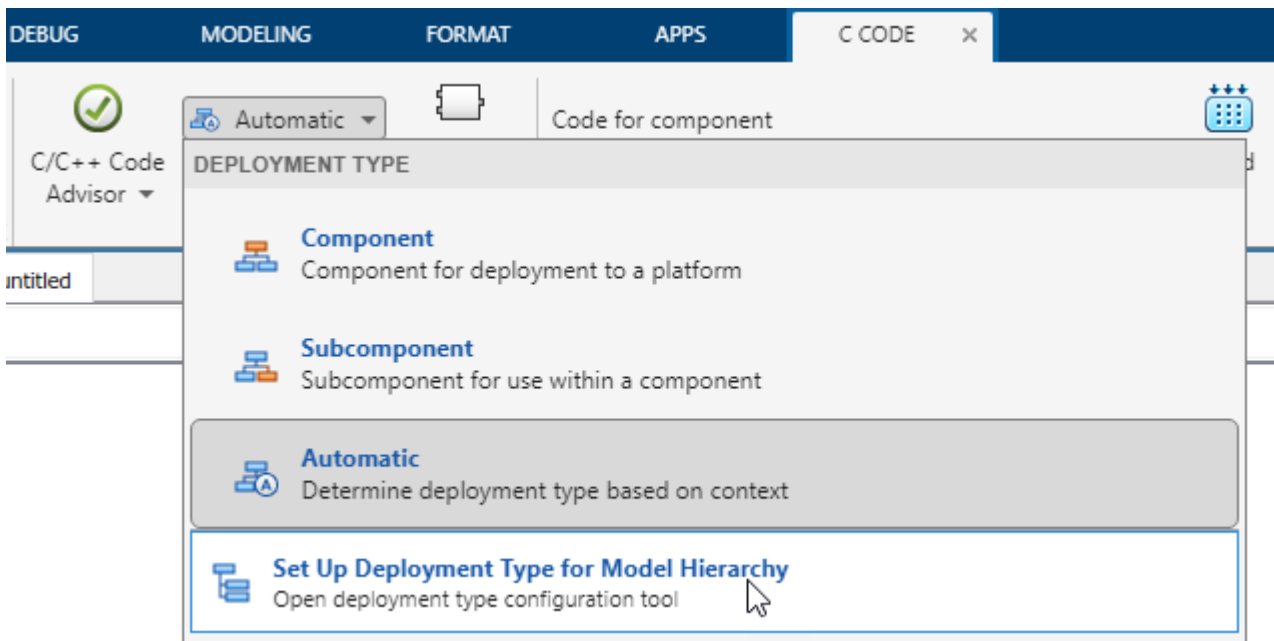 DEBUG MODELING FORMAT APPS C CODE
Automatic Code for component
C/C++ Code
Advisor
DEPLOYMENT TYPE
Component
Component for deployment to a platform
untitled
Subcomponent
Subcomponent for use within a component
Automatic
Determine deployment type based on context
Set Up Deployment Type for Model Hierarchy
Open deployment type configuration tool